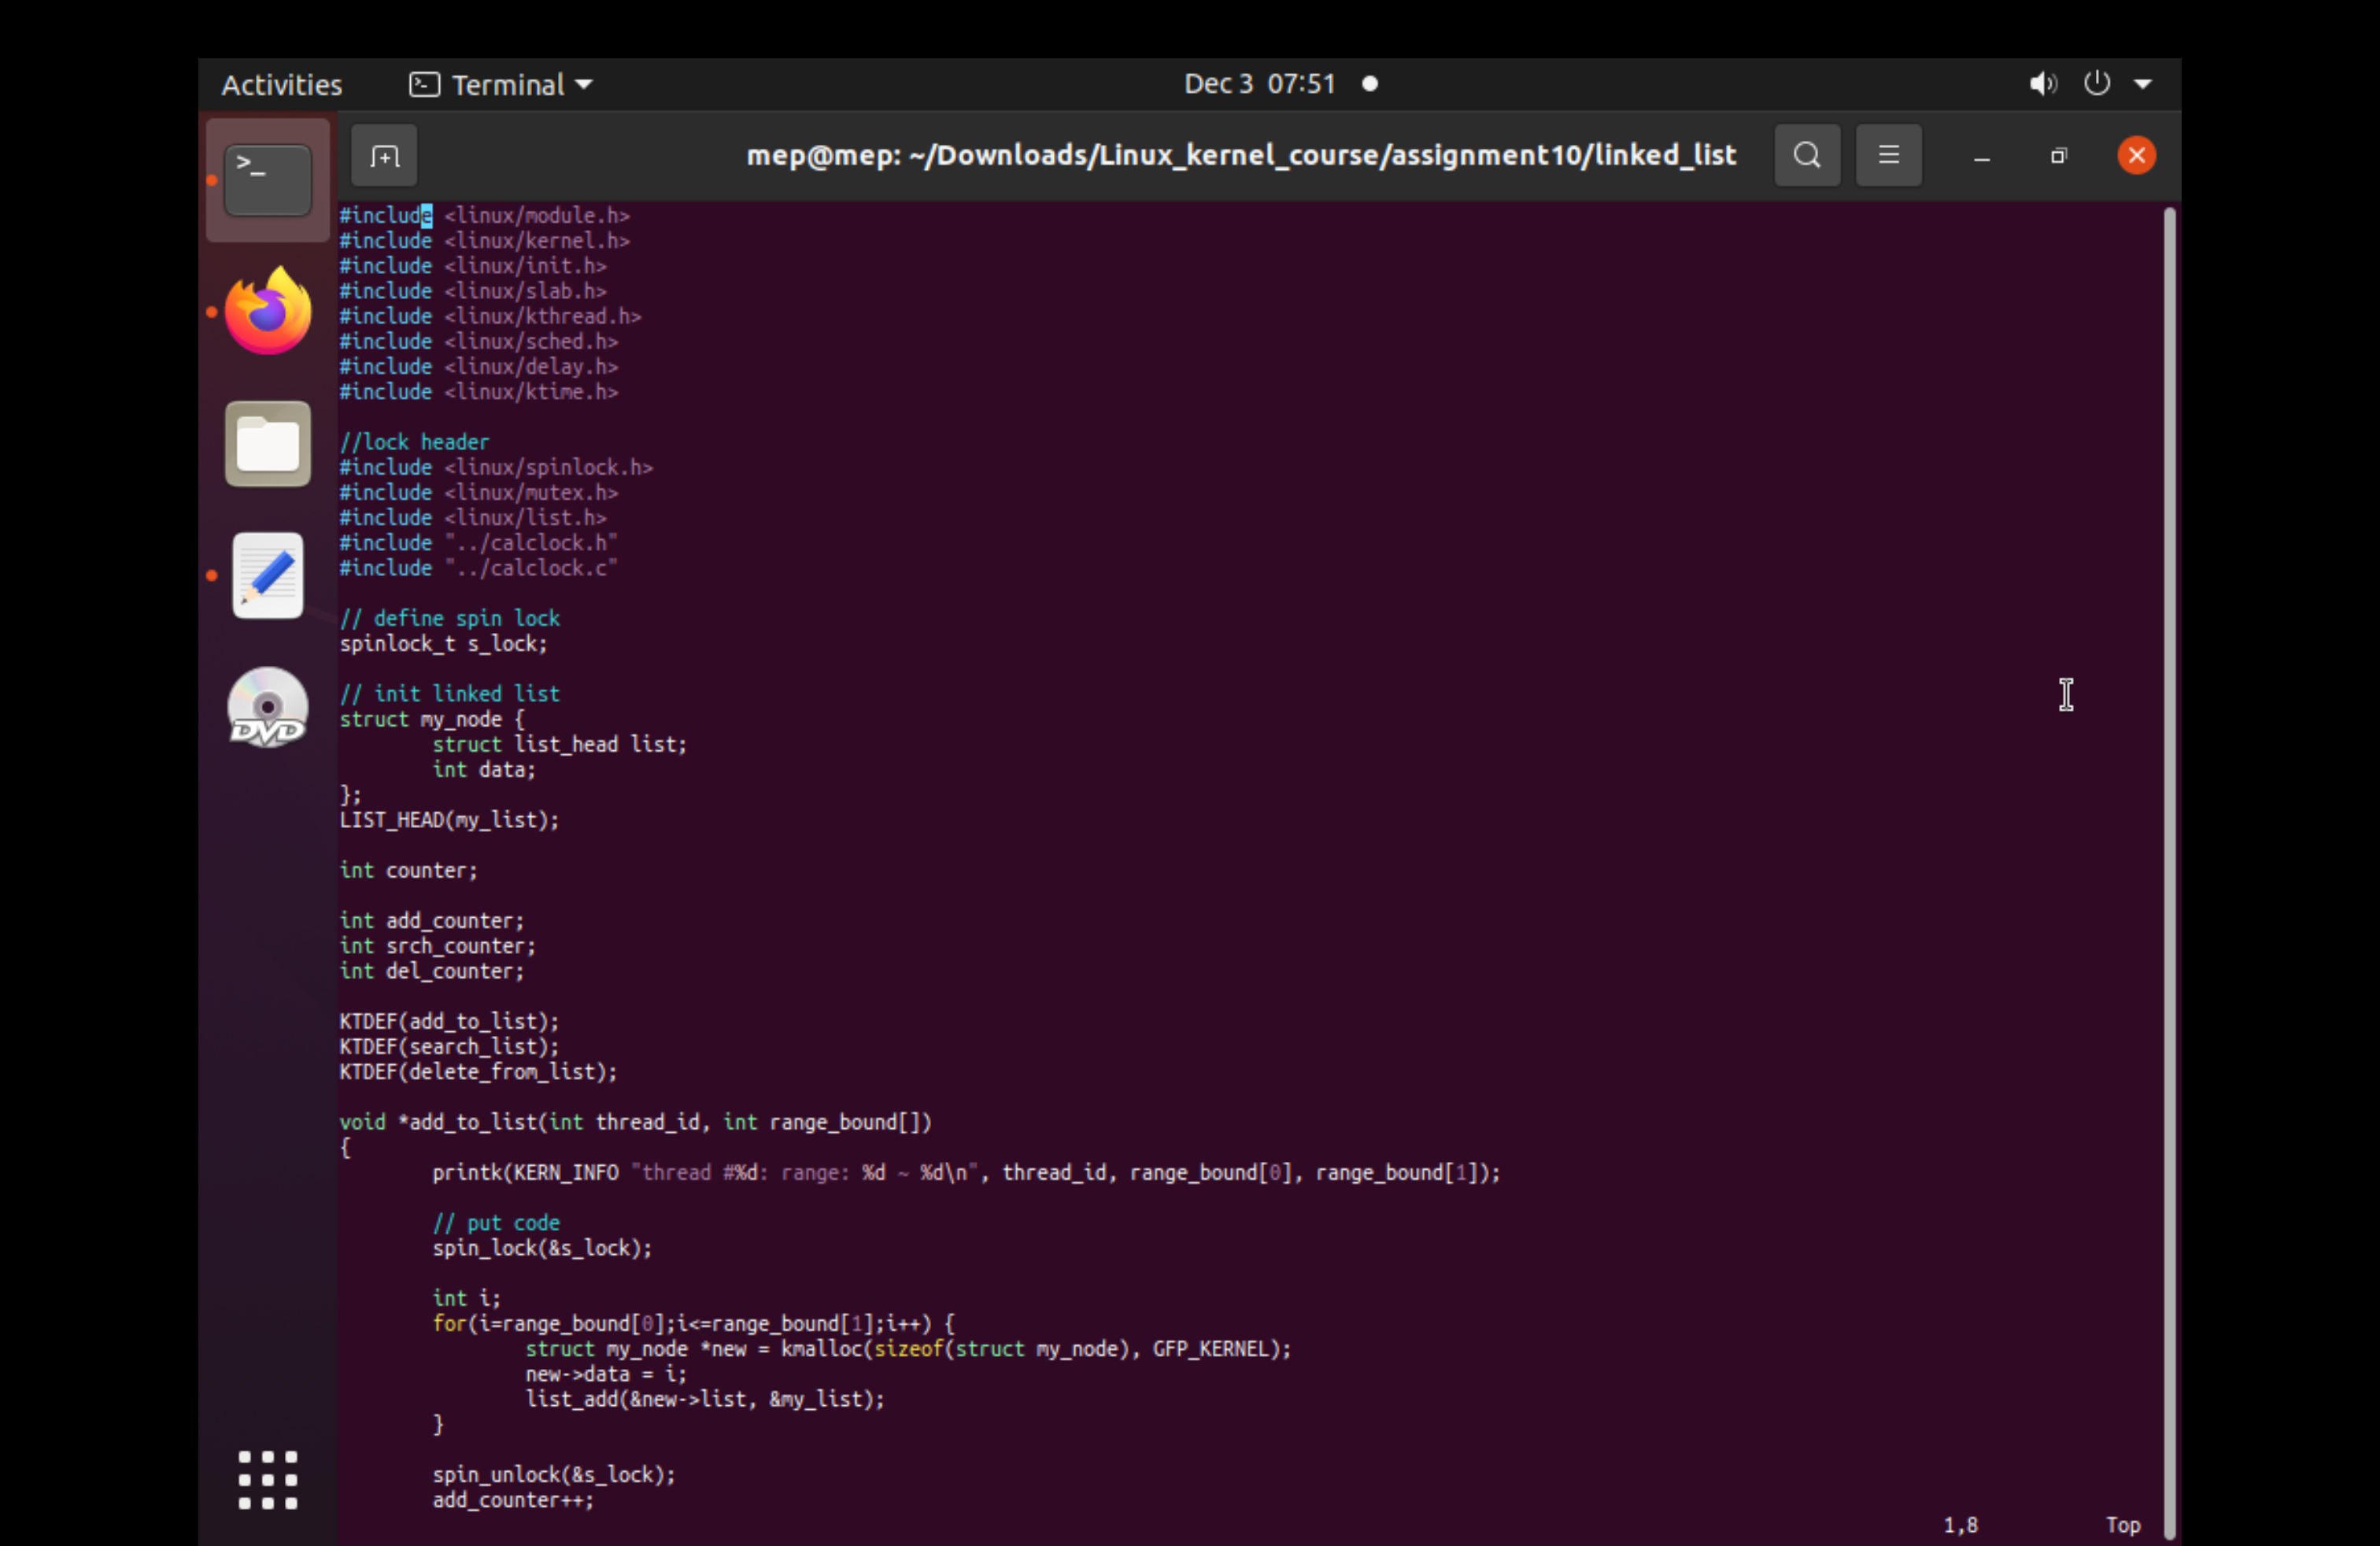 Activities Terminal Dec 3 07:51
mep@mep: ~/Downloads/Linux_kernel_course/assignment10/linked_list
#include <linux/module.h>
#include <linux/kernel.h>
#include <linux/init.h>
#include <linux/slab.h>
#include <linux/kthread.h>
#include <linux/sched.h>
#include <linux/delay.h>
#include <linux/ktime.h>

//lock header
#include <linux/spinlock.h>
#include <linux/mutex.h>
#include <linux/list.h>
#include "../calclock.h"
#include "../calclock.c"

// define spin lock
spinlock_t s_lock;

// init linked list
struct my_node {
        struct list_head list;
        int data;
};
LIST_HEAD(my_list);

int counter;

int add_counter;
int srch_counter;
int del_counter;

KTDEF(add_to_list);
KTDEF(search_list);
KTDEF(delete_from_list);

void *add_to_list(int thread_id, int range_bound[])
{
        printk(KERN_INFO "thread #%d: range: %d ~ %d\n", thread_id, range_bound[0], range_bound[1]);

        // put code
        spin_lock(&s_lock);

        int i;
        for(i=range_bound[0];i<=range_bound[1];i++) {
                struct my_node *new = kmalloc(sizeof(struct my_node), GFP_KERNEL);
                new->data = i;
                list_add(&new->list, &my_list);
        }

        spin_unlock(&s_lock);
        add_counter++;
1,8 Top
>_
DVD